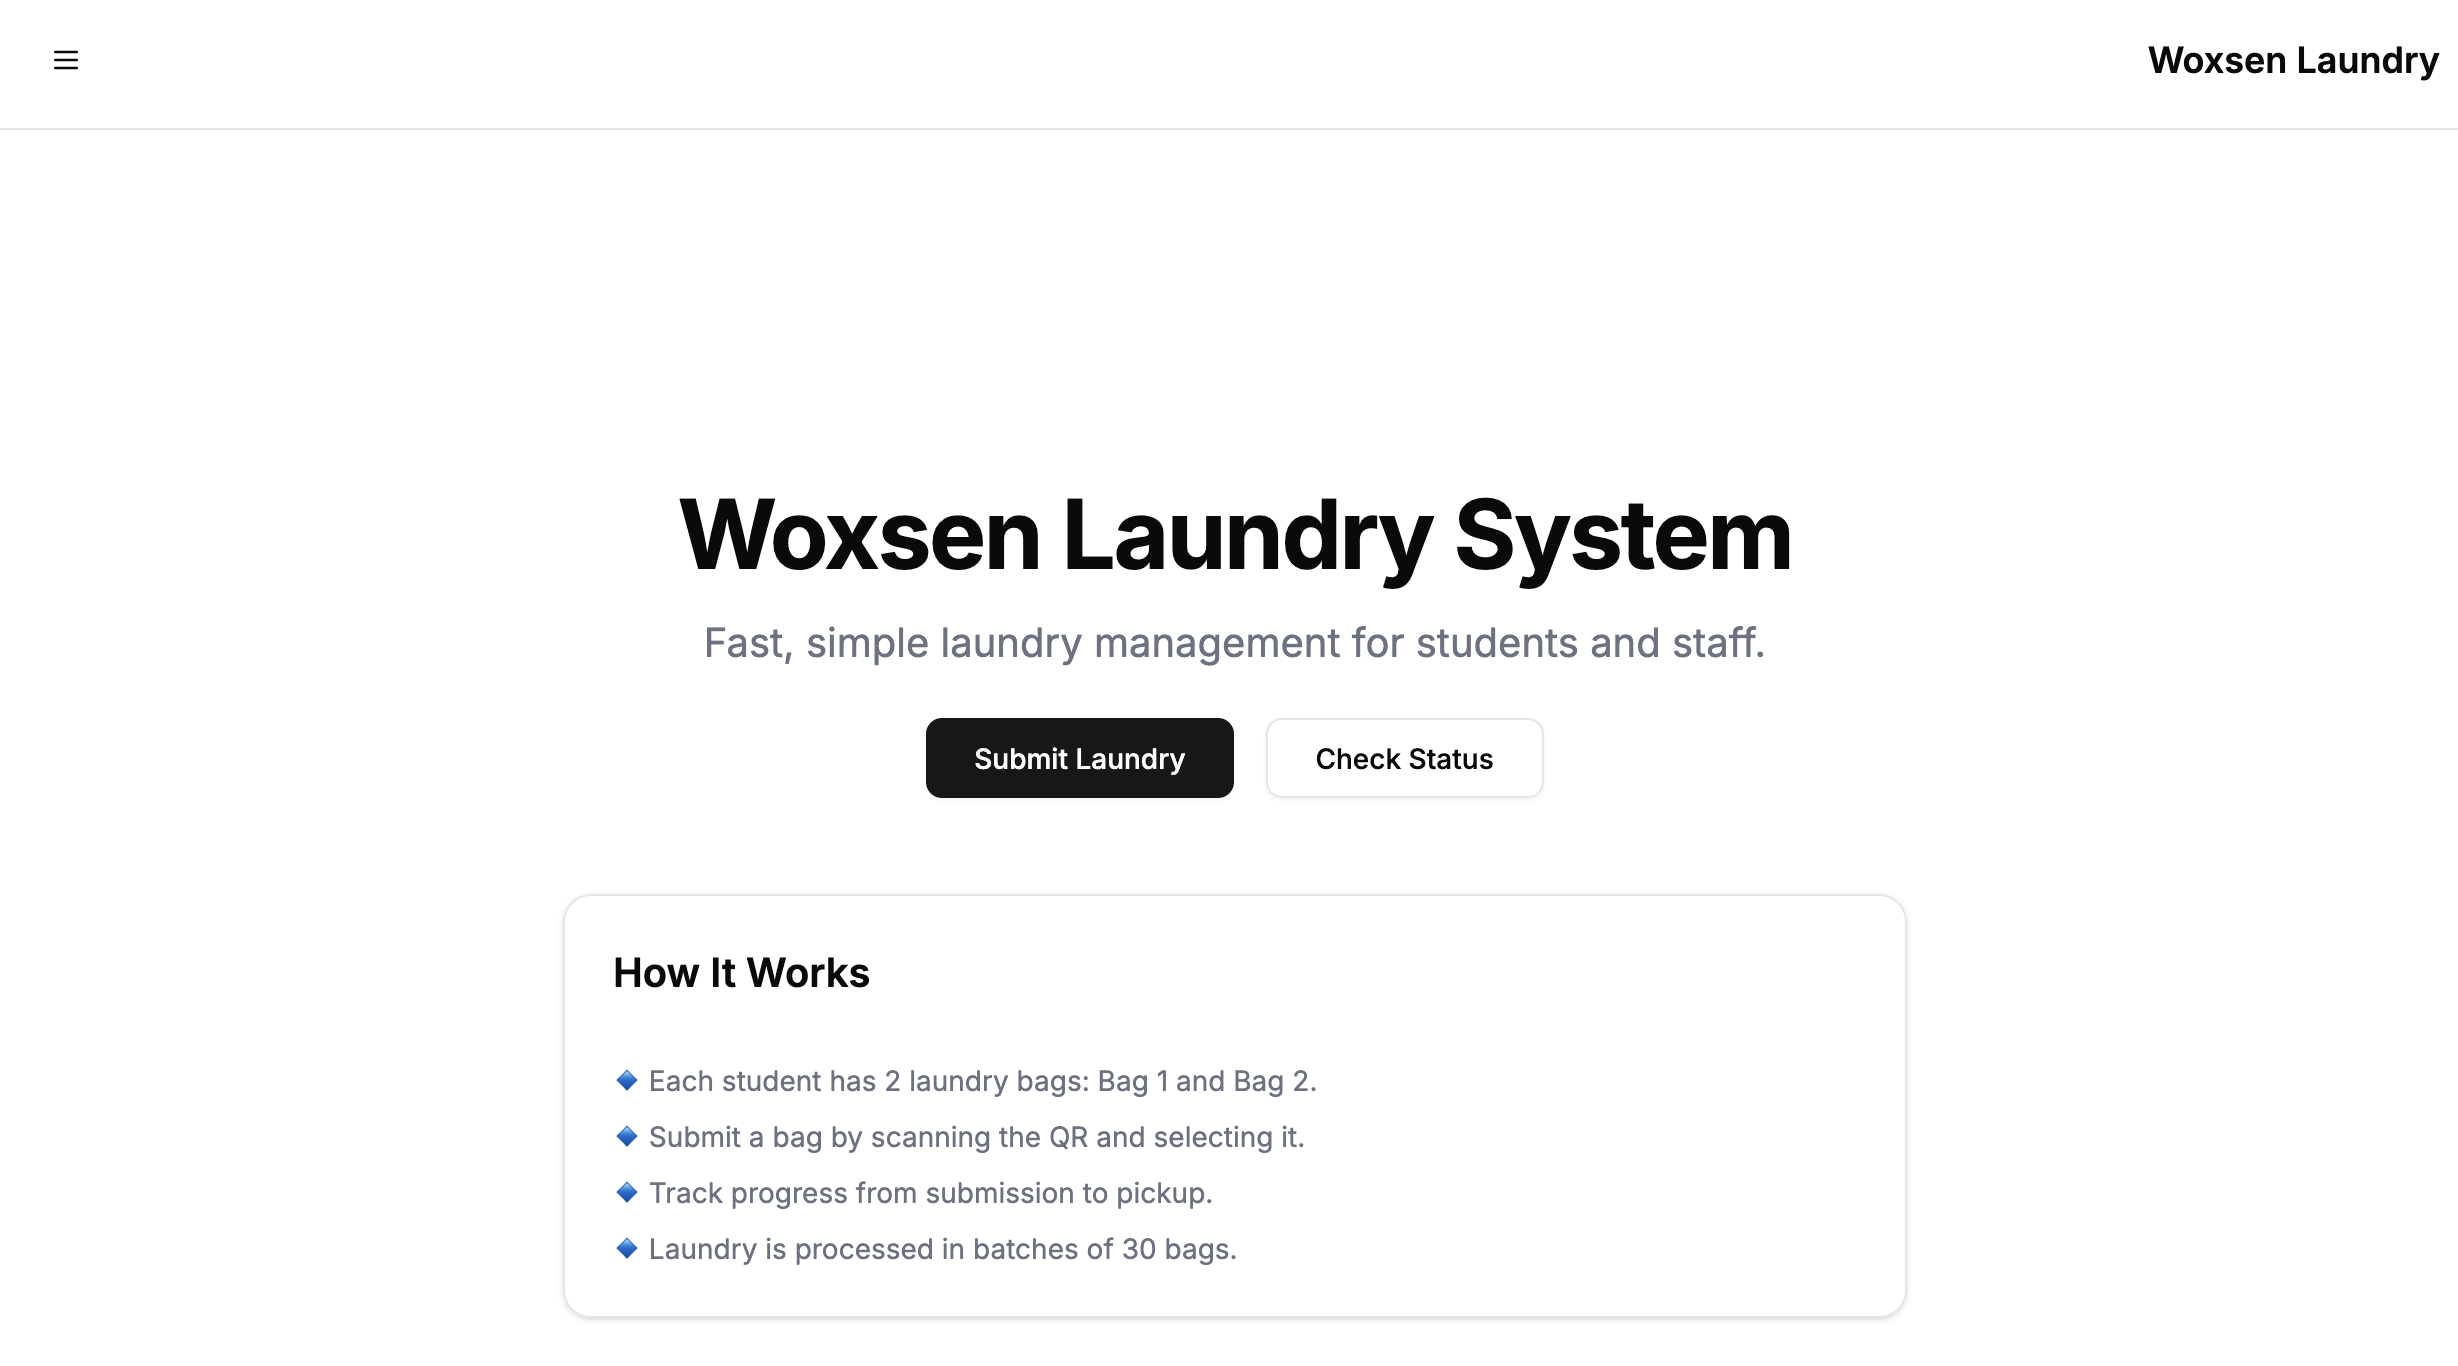 Woxsen Laundry
Woxsen Laundry System
Fast, simple laundry management for students and staff.
Submit Laundry
Check Status
How It Works
Each student has 2 laundry bags: Bag 1 and Bag 2.
Submit a bag by scanning the QR and selecting it.
Track progress from submission to pickup.
Laundry is processed in batches of 30 bags.